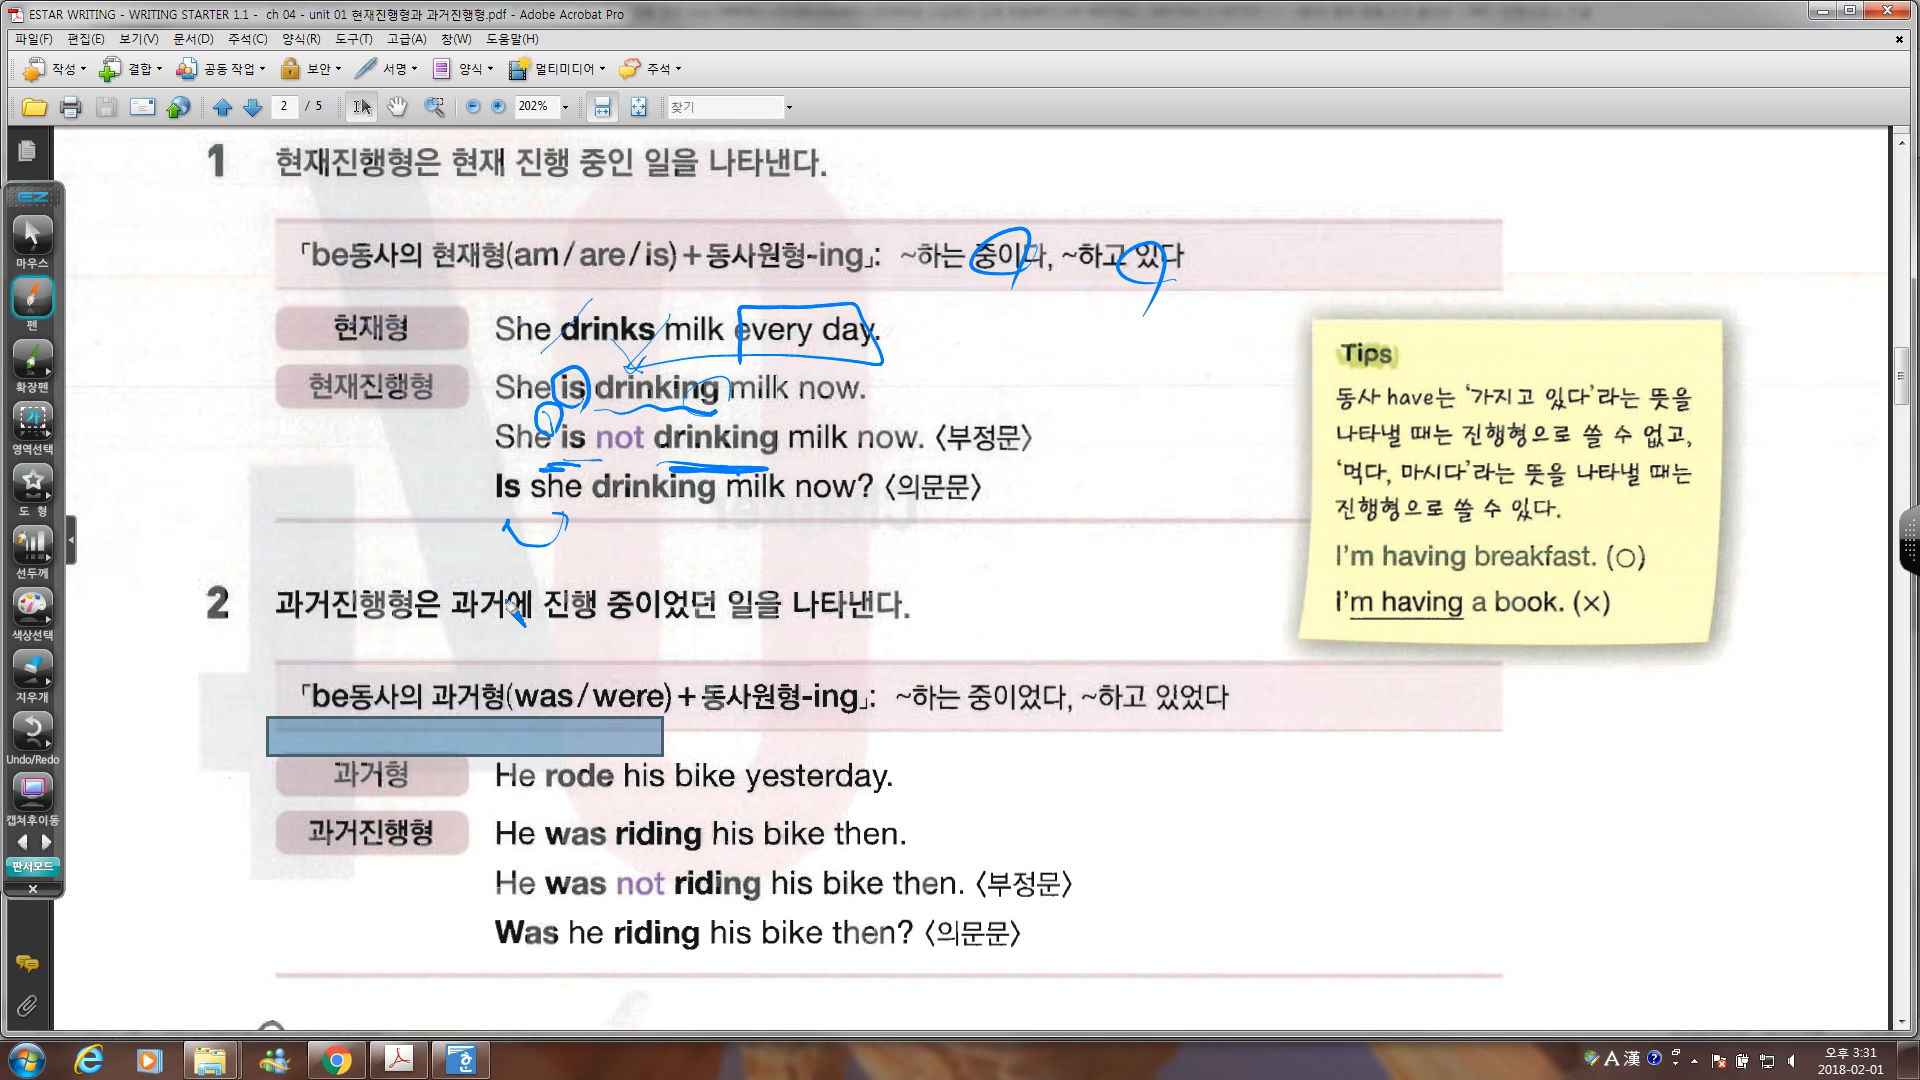 ESTAR WRITING - WRITING STARTER 1.1 - ch 04 - unit 01 현재진행형과 과거진행형.pdf - Adobe Acrobat Pro
파일(F) 편집(E) 보기(V) 문서(D) 주석(C) 양식(R) 도구(T) 고급(A) 창(W) 도움말(H)
작성 결합 공동 작업 보안 서명 양식 멀티미디어 주석
2 / 5 202% 찾기
1 현재진행형은 현재 진행 중인 일을 나타낸다.
「be동사의 현재형(am / are / is) + 동사원형-ing」: ~하는 중이다, ~하고 있다
현재형 She drinks milk every day.
현재진행형 She is drinking milk now.
She is not drinking milk now. 〈부정문〉
Is she drinking milk now? 〈의문문〉
Tips
동사 have는 '가지고 있다'라는 뜻을
나타낼 때는 진행형으로 쓸 수 없고,
'먹다, 마시다'라는 뜻을 나타낼 때는
진행형으로 쓸 수 있다.
I'm having breakfast. (○)
I'm having a book. (×)
2 과거진행형은 과거에 진행 중이었던 일을 나타낸다.
「be동사의 과거형(was / were) + 동사원형-ing」: ~하는 중이었다, ~하고 있었다
과거형 He rode his bike yesterday.
과거진행형 He was riding his bike then.
He was not riding his bike then. 〈부정문〉
Was he riding his bike then? 〈의문문〉
EZ
마우스
펜
확장펜
가
영역선택
도 형
선두께
색상선택
지우개
Undo/Redo
캡쳐후이동
판서모드
A 漢
오후 3:31
2018-02-01